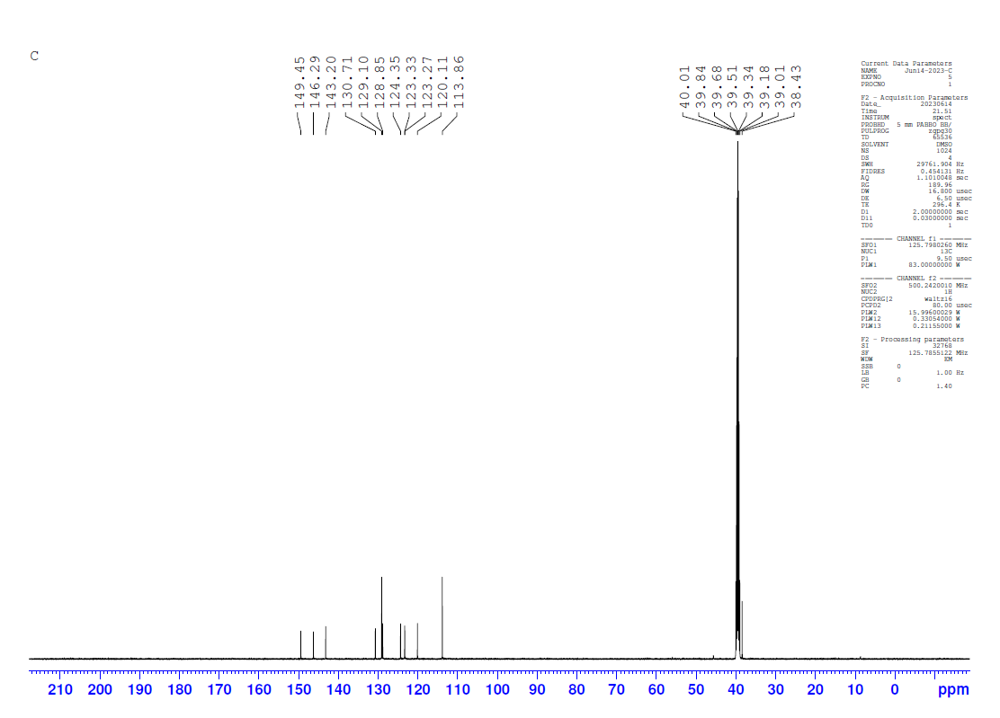 C
149.45
146.29
143.20
130.71
129.10
128.85
124.35
123.33
123.27
120.11
113.86
40.01
39.84
39.68
39.51
39.34
39.18
39.01
38.43
Current Data Parameters
NAME Jun14-2023-C
EXPNO 5
PROCNO 1
F2 - Acquisition Parameters
Date_ 20230614
Time 21.51
INSTRUM spect
PROBHD 5 mm PABBO BB/
PULPROG zgpg30
TD 65536
SOLVENT DMSO
NS 1024
DS 4
SWH 29761.904 Hz
FIDRES 0.454131 Hz
AQ 1.1010048 sec
RG 189.96
DW 16.800 usec
DE 6.50 usec
TE 296.4 K
D1 2.00000000 sec
D11 0.03000000 sec
TD0 1
======== CHANNEL f1 ========
SFO1 125.7980260 MHz
NUC1 13C
P1 9.50 usec
PLW1 83.00000000 W
======== CHANNEL f2 ========
SFO2 500.2420010 MHz
NUC2 1H
CPDPRG[2 waltz16
PCPD2 80.00 usec
PLW2 15.99600029 W
PLW12 0.33054000 W
PLW13 0.21155000 W
F2 - Processing parameters
SI 32768
SF 125.7855122 MHz
WDW EM
SSB 0
LB 1.00 Hz
GB 0
PC 1.40
210 200 190 180 170 160 150 140 130 120 110 100 90 80 70 60 50 40 30 20 10 0 ppm